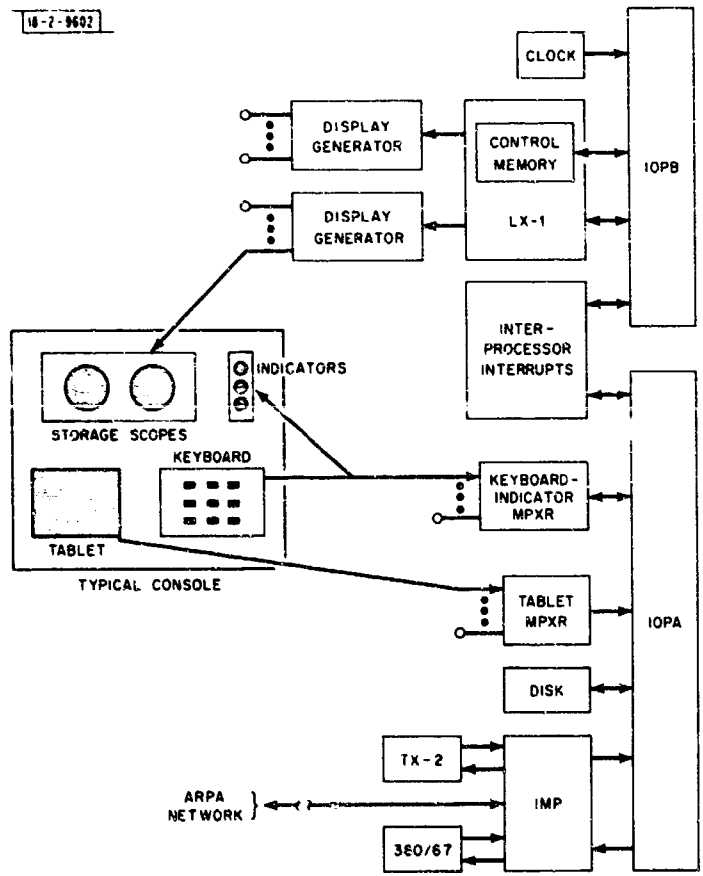 18-2-9602
CLOCK
DISPLAY
GENERATOR
CONTROL
MEMORY
LX-1
IOPB
DISPLAY
GENERATOR
INTER-
PROCESSOR
INTERRUPTS
INDICATORS
STORAGE SCOPES
KEYBOARD
TABLET
TYPICAL CONSOLE
KEYBOARD-
INDICATOR
MPXR
TABLET
MPXR
IOPA
DISK
TX-2
IMP
ARPA
NETWORK
360/67